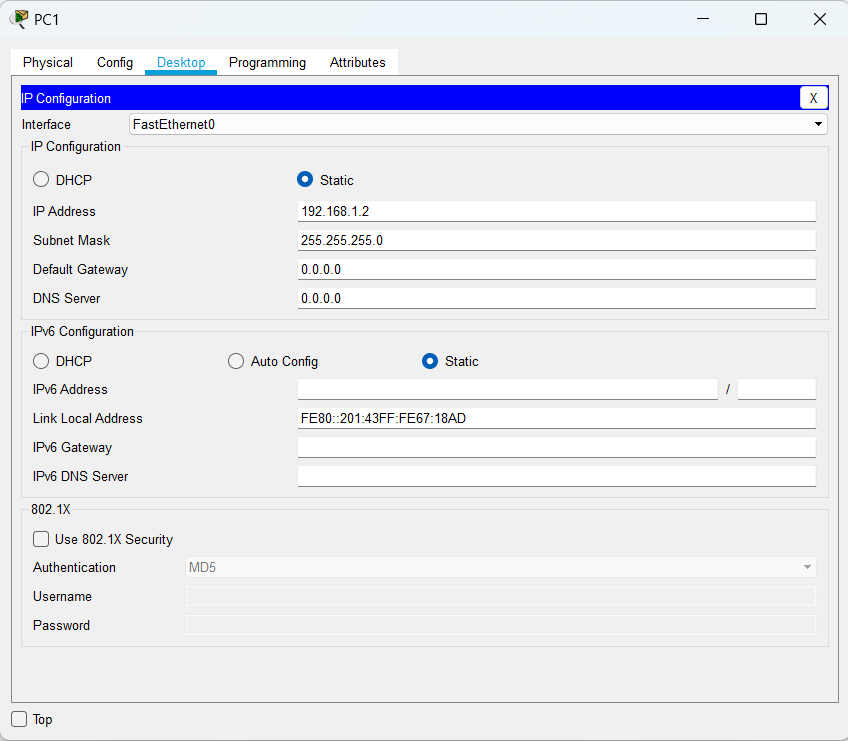 PC1
Physical Config Desktop Programming Attributes
IP Configuration X
Interface FastEthernet0
IP Configuration
DHCP Static
IP Address 192.168.1.2
Subnet Mask 255.255.255.0
Default Gateway 0.0.0.0
DNS Server 0.0.0.0
IPv6 Configuration
DHCP Auto Config Static
IPv6 Address /
Link Local Address FE80::201:43FF:FE67:18AD
IPv6 Gateway
IPv6 DNS Server
802.1X
Use 802.1X Security
Authentication MD5
Username
Password
Top